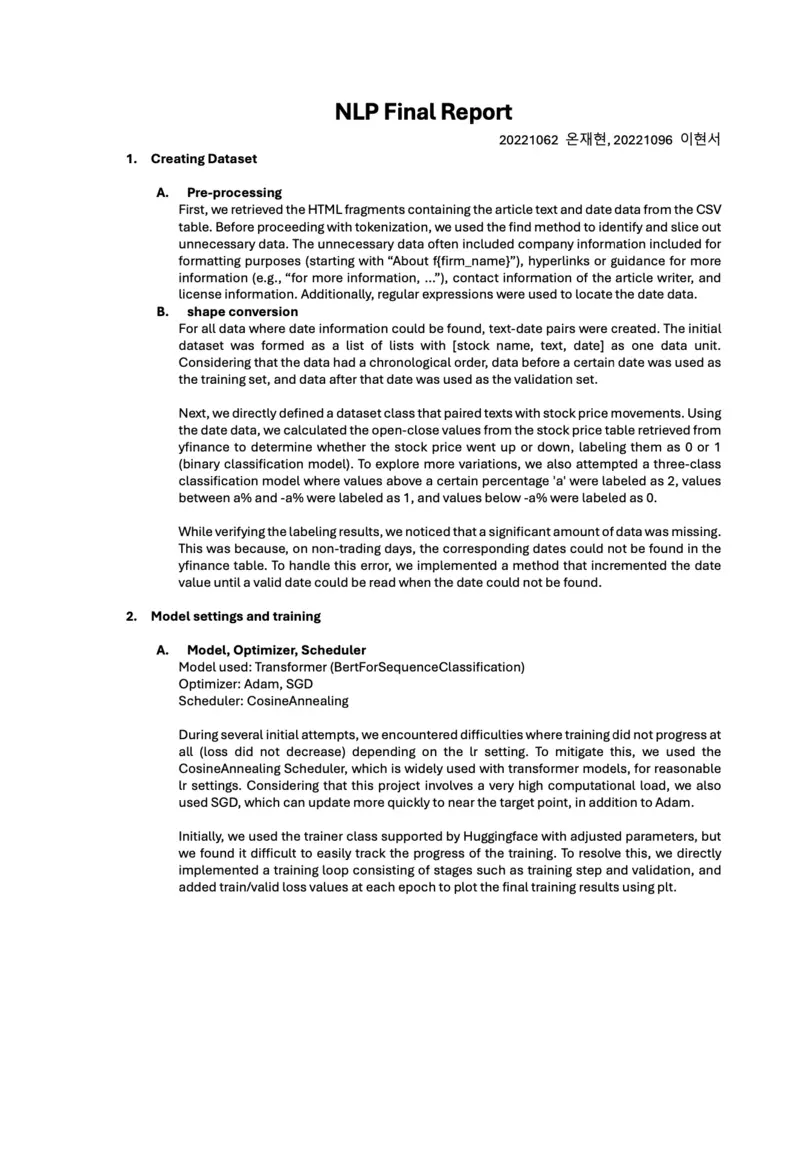 NLP Final Report
20221062 온재현, 20221096 이현서
1. Creating Dataset
A. Pre-processing
First, we retrieved the HTML fragments containing the article text and date data from the CSV
table. Before proceeding with tokenization, we used the find method to identify and slice out
unnecessary data. The unnecessary data often included company information included for
formatting purposes (starting with “About f{firm_name}”), hyperlinks or guidance for more
information (e.g., “for more information, ...”), contact information of the article writer, and
license information. Additionally, regular expressions were used to locate the date data.
B. shape conversion
For all data where date information could be found, text-date pairs were created. The initial
dataset was formed as a list of lists with [stock name, text, date] as one data unit.
Considering that the data had a chronological order, data before a certain date was used as
the training set, and data after that date was used as the validation set.
Next, we directly defined a dataset class that paired texts with stock price movements. Using
the date data, we calculated the open-close values from the stock price table retrieved from
yfinance to determine whether the stock price went up or down, labeling them as 0 or 1
(binary classification model). To explore more variations, we also attempted a three-class
classification model where values above a certain percentage 'a' were labeled as 2, values
between a% and -a% were labeled as 1, and values below -a% were labeled as 0.
While verifying the labeling results, we noticed that a significant amount of data was missing.
This was because, on non-trading days, the corresponding dates could not be found in the
yfinance table. To handle this error, we implemented a method that incremented the date
value until a valid date could be read when the date could not be found.
2. Model settings and training
A. Model, Optimizer, Scheduler
Model used: Transformer (BertForSequenceClassification)
Optimizer: Adam, SGD
Scheduler: CosineAnnealing
During several initial attempts, we encountered difficulties where training did not progress at
all (loss did not decrease) depending on the lr setting. To mitigate this, we used the
CosineAnnealing Scheduler, which is widely used with transformer models, for reasonable
lr settings. Considering that this project involves a very high computational load, we also
used SGD, which can update more quickly to near the target point, in addition to Adam.
Initially, we used the trainer class supported by Huggingface with adjusted parameters, but
we found it difficult to easily track the progress of the training. To resolve this, we directly
implemented a training loop consisting of stages such as training step and validation, and
added train/valid loss values at each epoch to plot the final training results using plt.